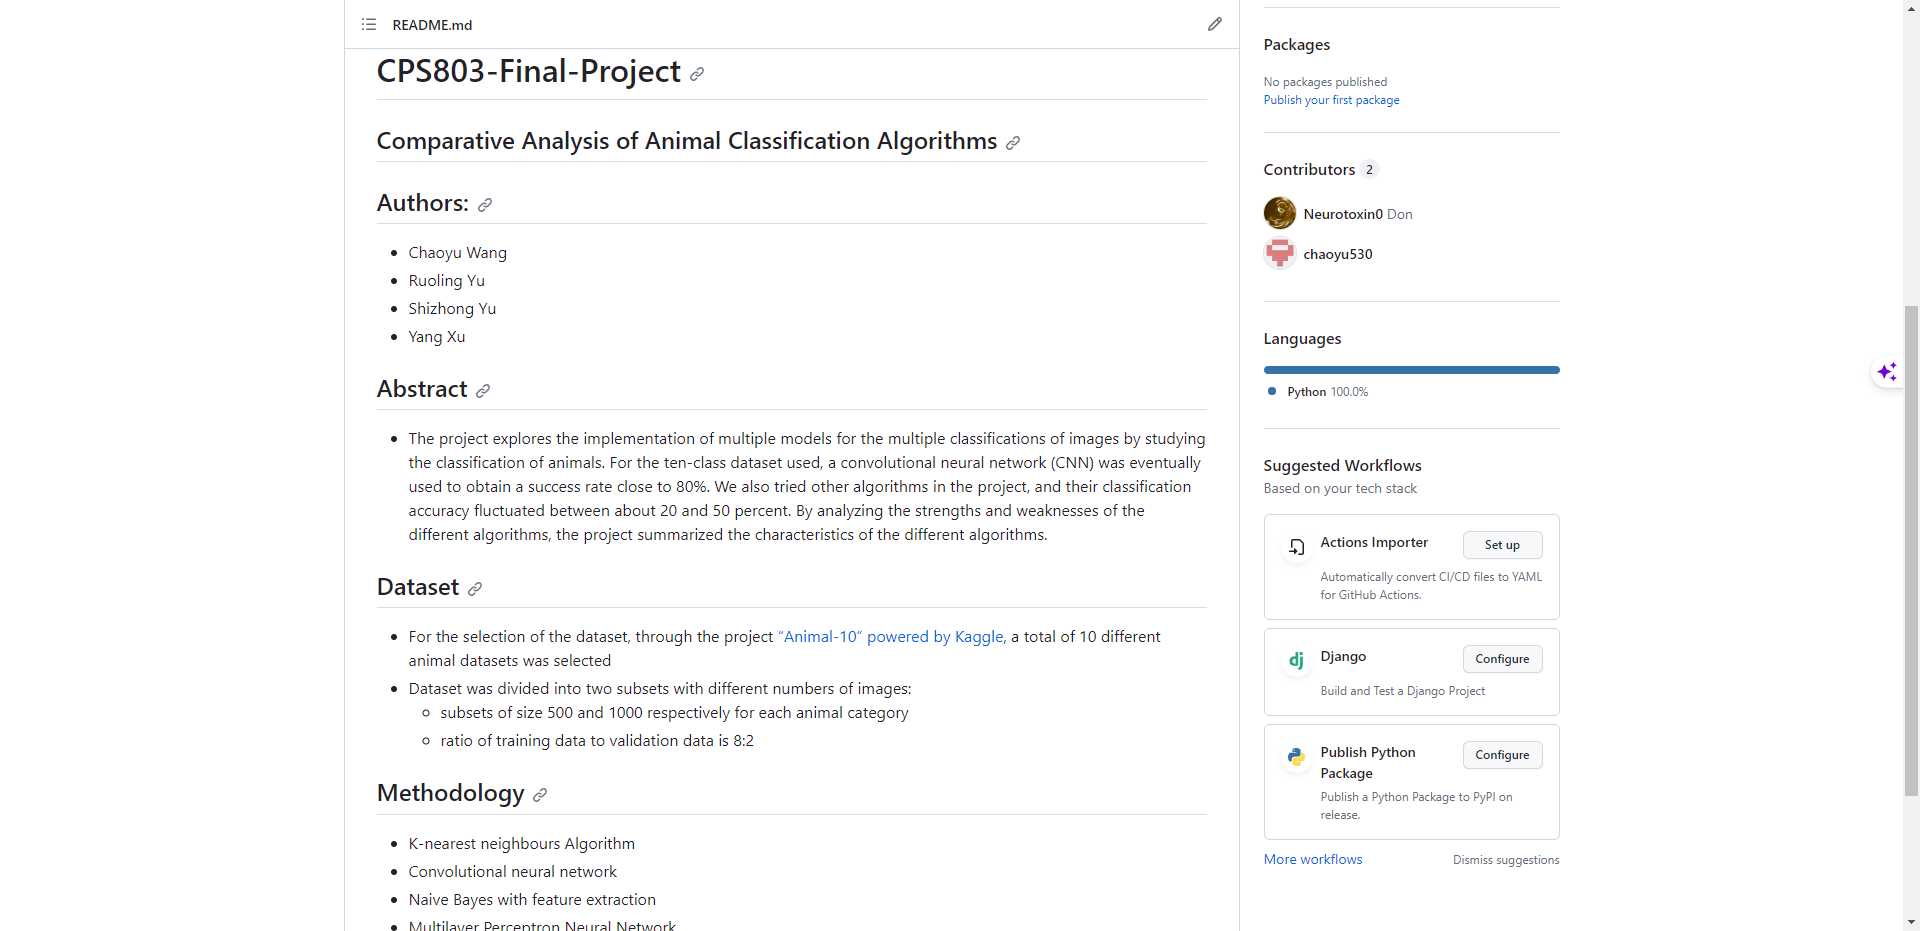 README.md
CPS803-Final-Project
Comparative Analysis of Animal Classification Algorithms
Authors:
Chaoyu Wang
Ruoling Yu
Shizhong Yu
Yang Xu
Abstract
The project explores the implementation of multiple models for the multiple classifications of images by studying
the classification of animals. For the ten-class dataset used, a convolutional neural network (CNN) was eventually
used to obtain a success rate close to 80%. We also tried other algorithms in the project, and their classification
accuracy fluctuated between about 20 and 50 percent. By analyzing the strengths and weaknesses of the
different algorithms, the project summarized the characteristics of the different algorithms.
Dataset
For the selection of the dataset, through the project “Animal-10” powered by Kaggle, a total of 10 different
animal datasets was selected
Dataset was divided into two subsets with different numbers of images:
subsets of size 500 and 1000 respectively for each animal category
ratio of training data to validation data is 8:2
Methodology
K-nearest neighbours Algorithm
Convolutional neural network
Naive Bayes with feature extraction
Multilayer Perceptron Neural Network
Packages
No packages published
Publish your first package
Contributors 2
Neurotoxin0 Don
chaoyu530
Languages
Python 100.0%
Suggested Workflows
Based on your tech stack
Actions Importer
Set up
Automatically convert CI/CD files to YAML
for GitHub Actions.
dj
Django
Configure
Build and Test a Django Project
Publish Python
Package
Configure
Publish a Python Package to PyPI on
release.
More workflows
Dismiss suggestions